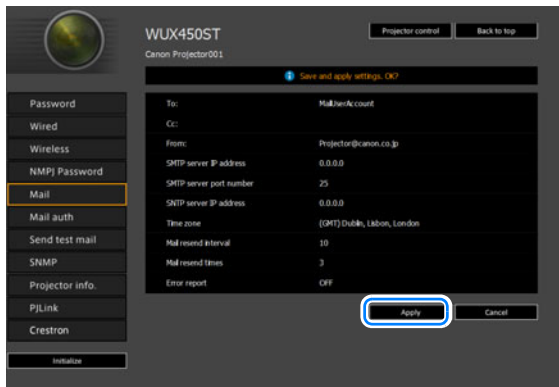 WUX450ST
Projector control
Back to top
Canon Projector001
Save and apply settings. OK?
Password
Wired
Wireless
NMPJ Password
Mail
Mail auth
Send test mail
SNMP
Projector info.
PJLink
Crestron
Initialize
To: MailUserAccount
Cc:
From: Projector@canon.co.jp
SMTP server IP address 0.0.0.0
SMTP server port number 25
SNTP server IP address 0.0.0.0
Time zone (GMT) Dublin, Lisbon, London
Mail resend interval 10
Mail resend times 3
Error report OFF
Apply
Cancel